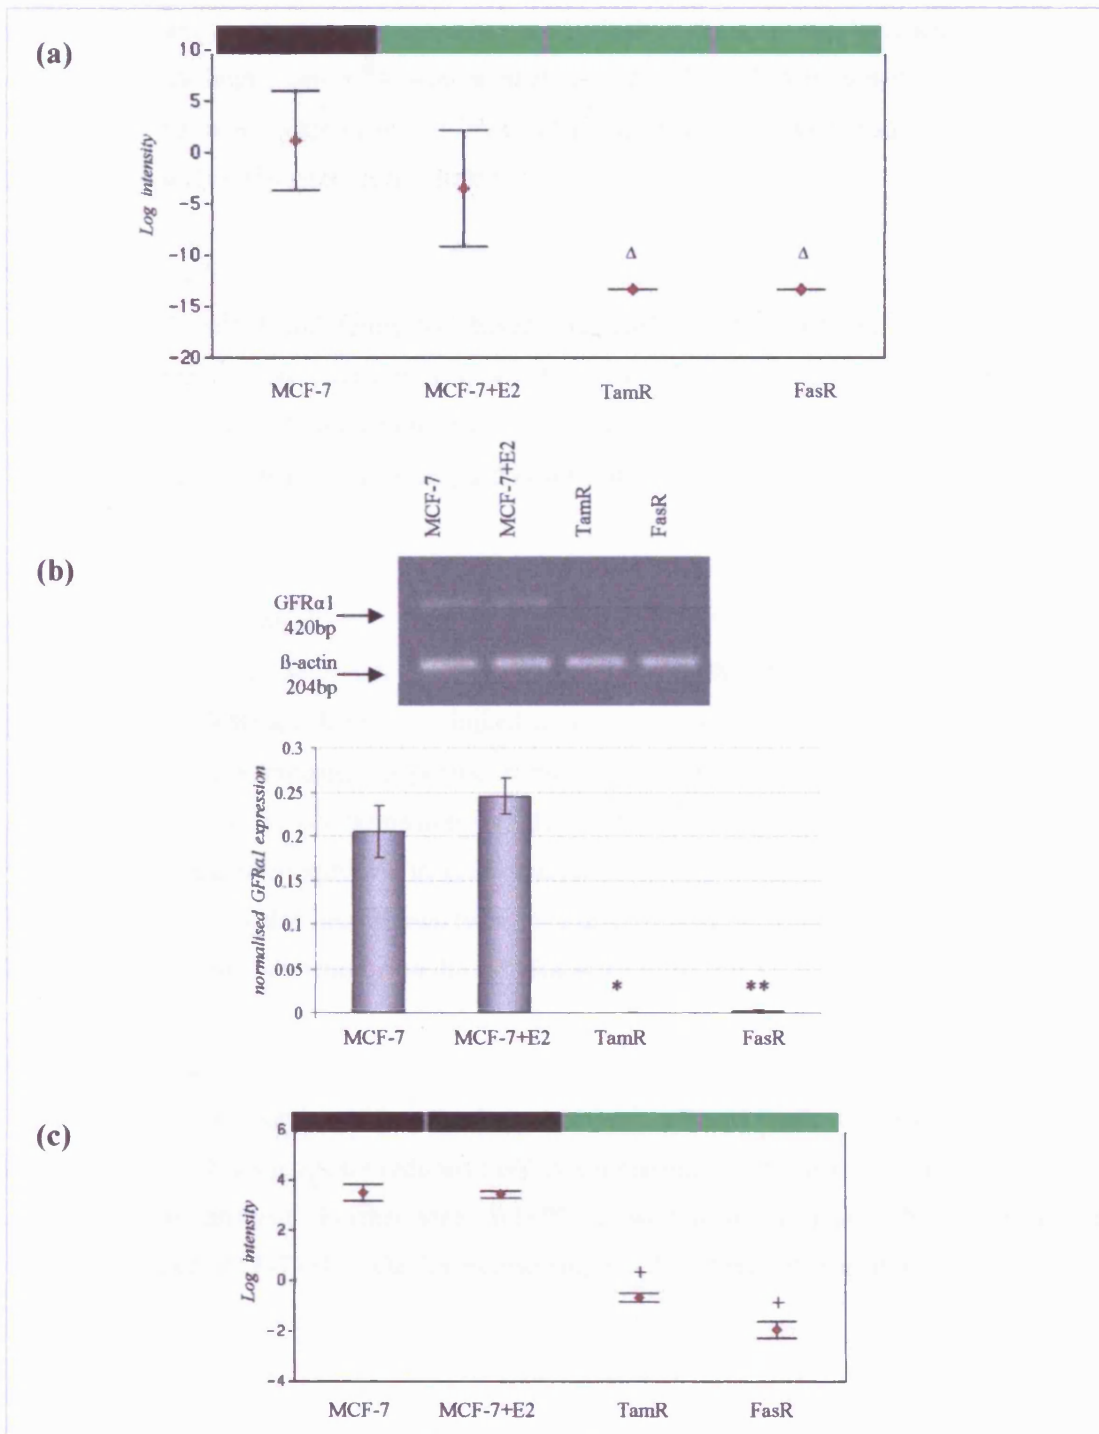 (a)
10
5
0
-5
-10
-15
-20
Log intensity
Δ Δ
MCF-7 MCF-7+E2 TamR FasR
(b)
MCF-7 MCF-7+E2 TamR FasR
GFRα1
420bp
ß-actin
204bp
normalised GFRα1 expression
0.3
0.25
0.2
0.15
0.1
0.05
0
* **
MCF-7 MCF-7+E2 TamR FasR
(c)
6
4
2
0
-2
-4
Log intensity
+ +
MCF-7 MCF-7+E2 TamR FasR